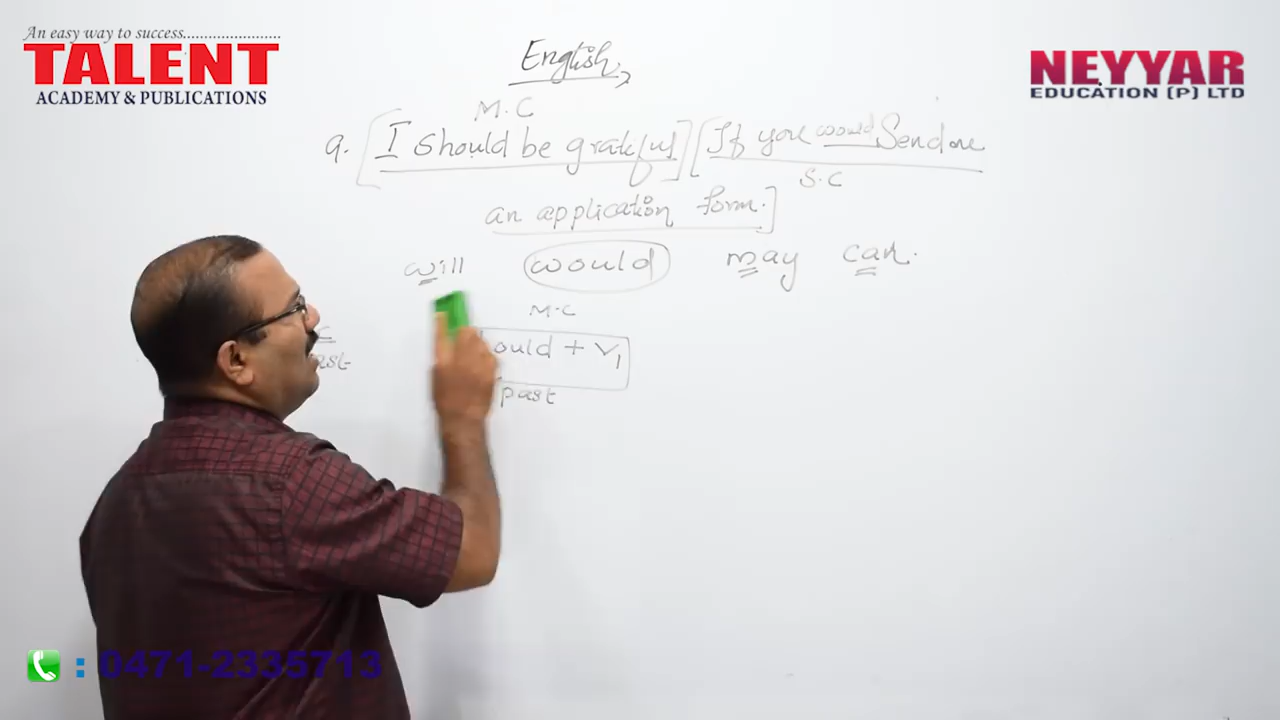 An easy way to success......................
TALENT
ACADEMY & PUBLICATIONS
NEYYAR
EDUCATION (P) LTD
English
M.C
9. [I should be grateful] [If you would Send me
S.C
an application form.]
will would may can.
M.C
ould + V1
past
ast
: 0471-2335713